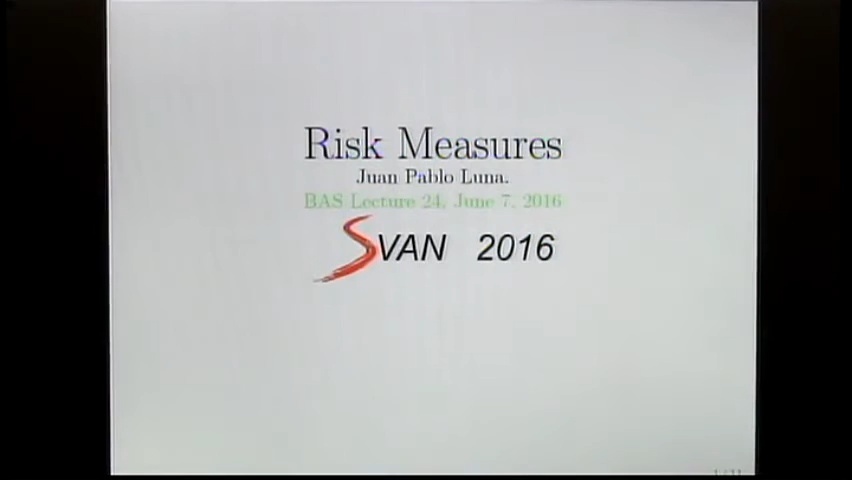 Risk Measures
Juan Pablo Luna.
BAS Lecture 24, June 7, 2016
SVAN 2016